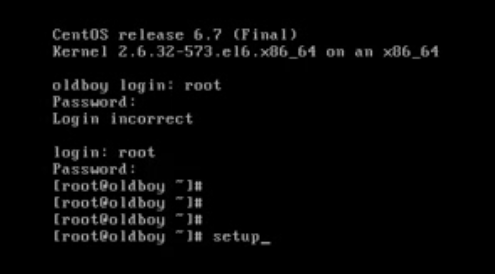 CentOS release 6.7 (Final)
Kernel 2.6.32-573.el6.x86_64 on an x86_64
oldboy login: root
Password:
Login incorrect
login: root
Password:
[root@oldboy ~]#
[root@oldboy ~]#
[root@oldboy ~]#
[root@oldboy ~]# setup_